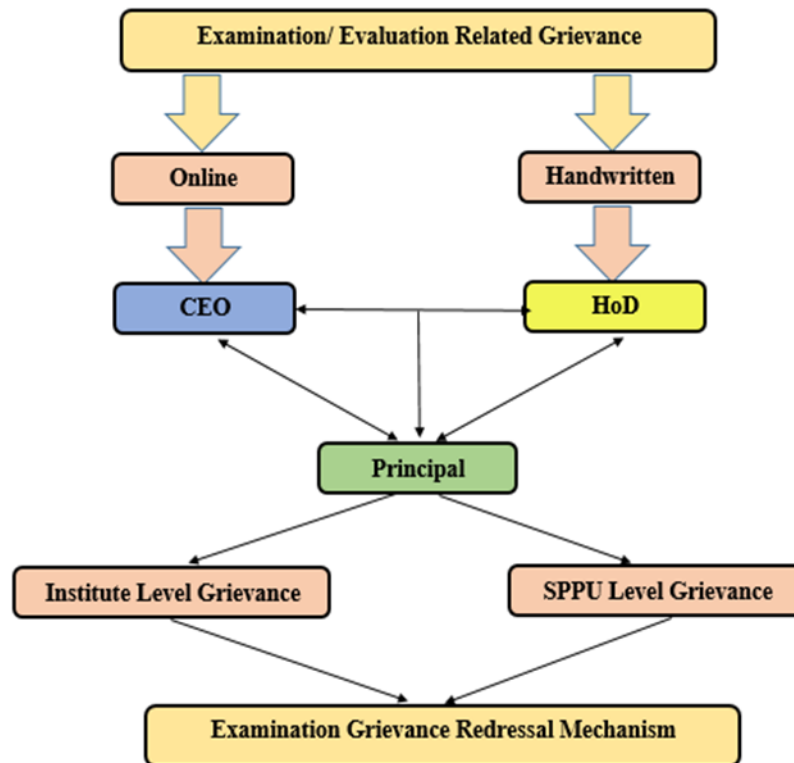 Examination/ Evaluation Related Grievance
Online
Handwritten
CEO
HoD
Principal
Institute Level Grievance
SPPU Level Grievance
Examination Grievance Redressal Mechanism